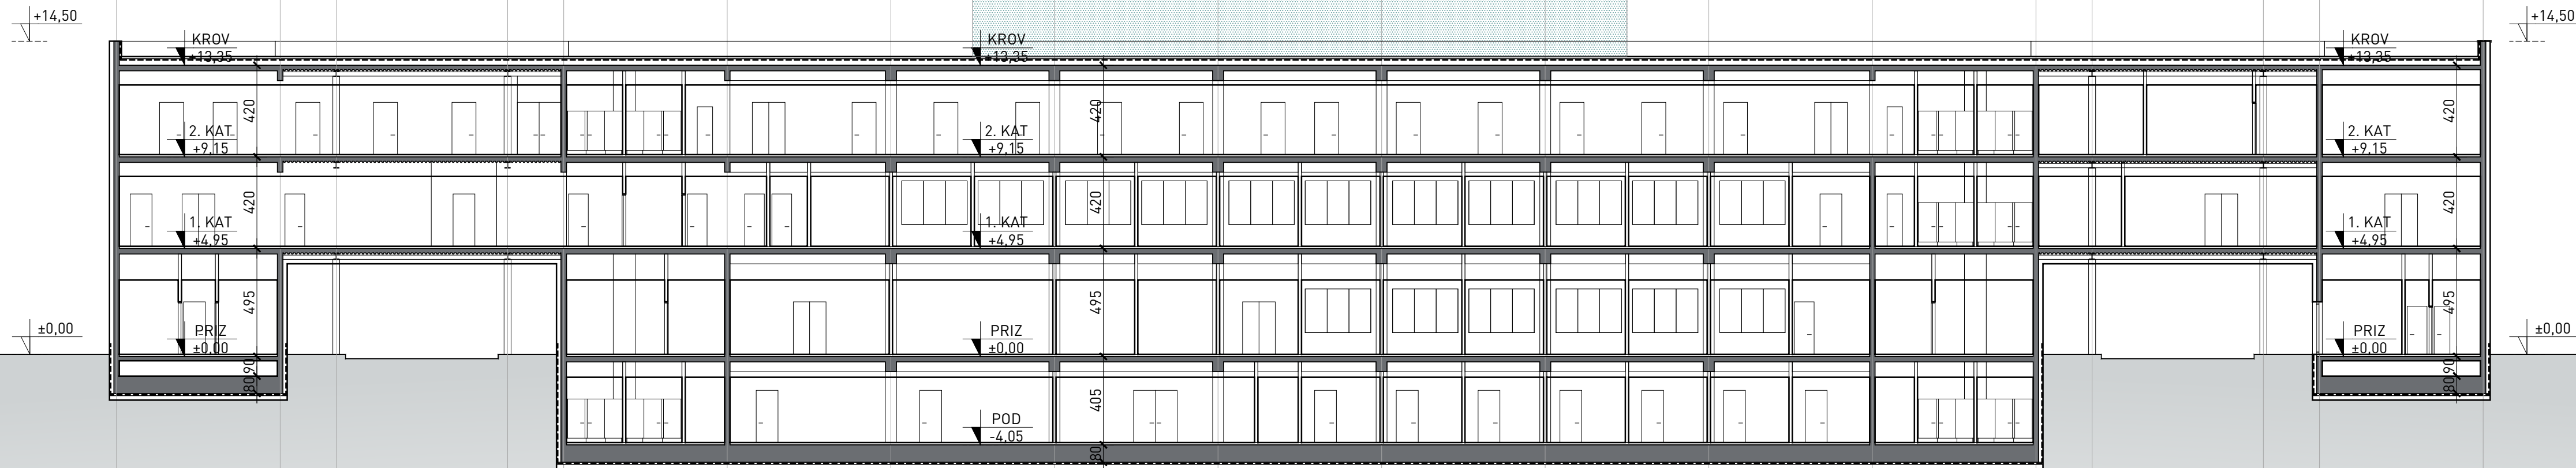 +14,50
+14,50
KROV
+13,35
KROV
+13,35
KROV
+13,35
420
420
420
2. KAT
+9,15
2. KAT
+9,15
2. KAT
+9,15
420
420
420
1. KAT
+4,95
1. KAT
+4,95
1. KAT
+4,95
495
495
495
±0,00
PRIZ
±0,00
PRIZ
±0,00
PRIZ
±0,00
±0,00
90
80
90
80
405
POD
-4,05
80